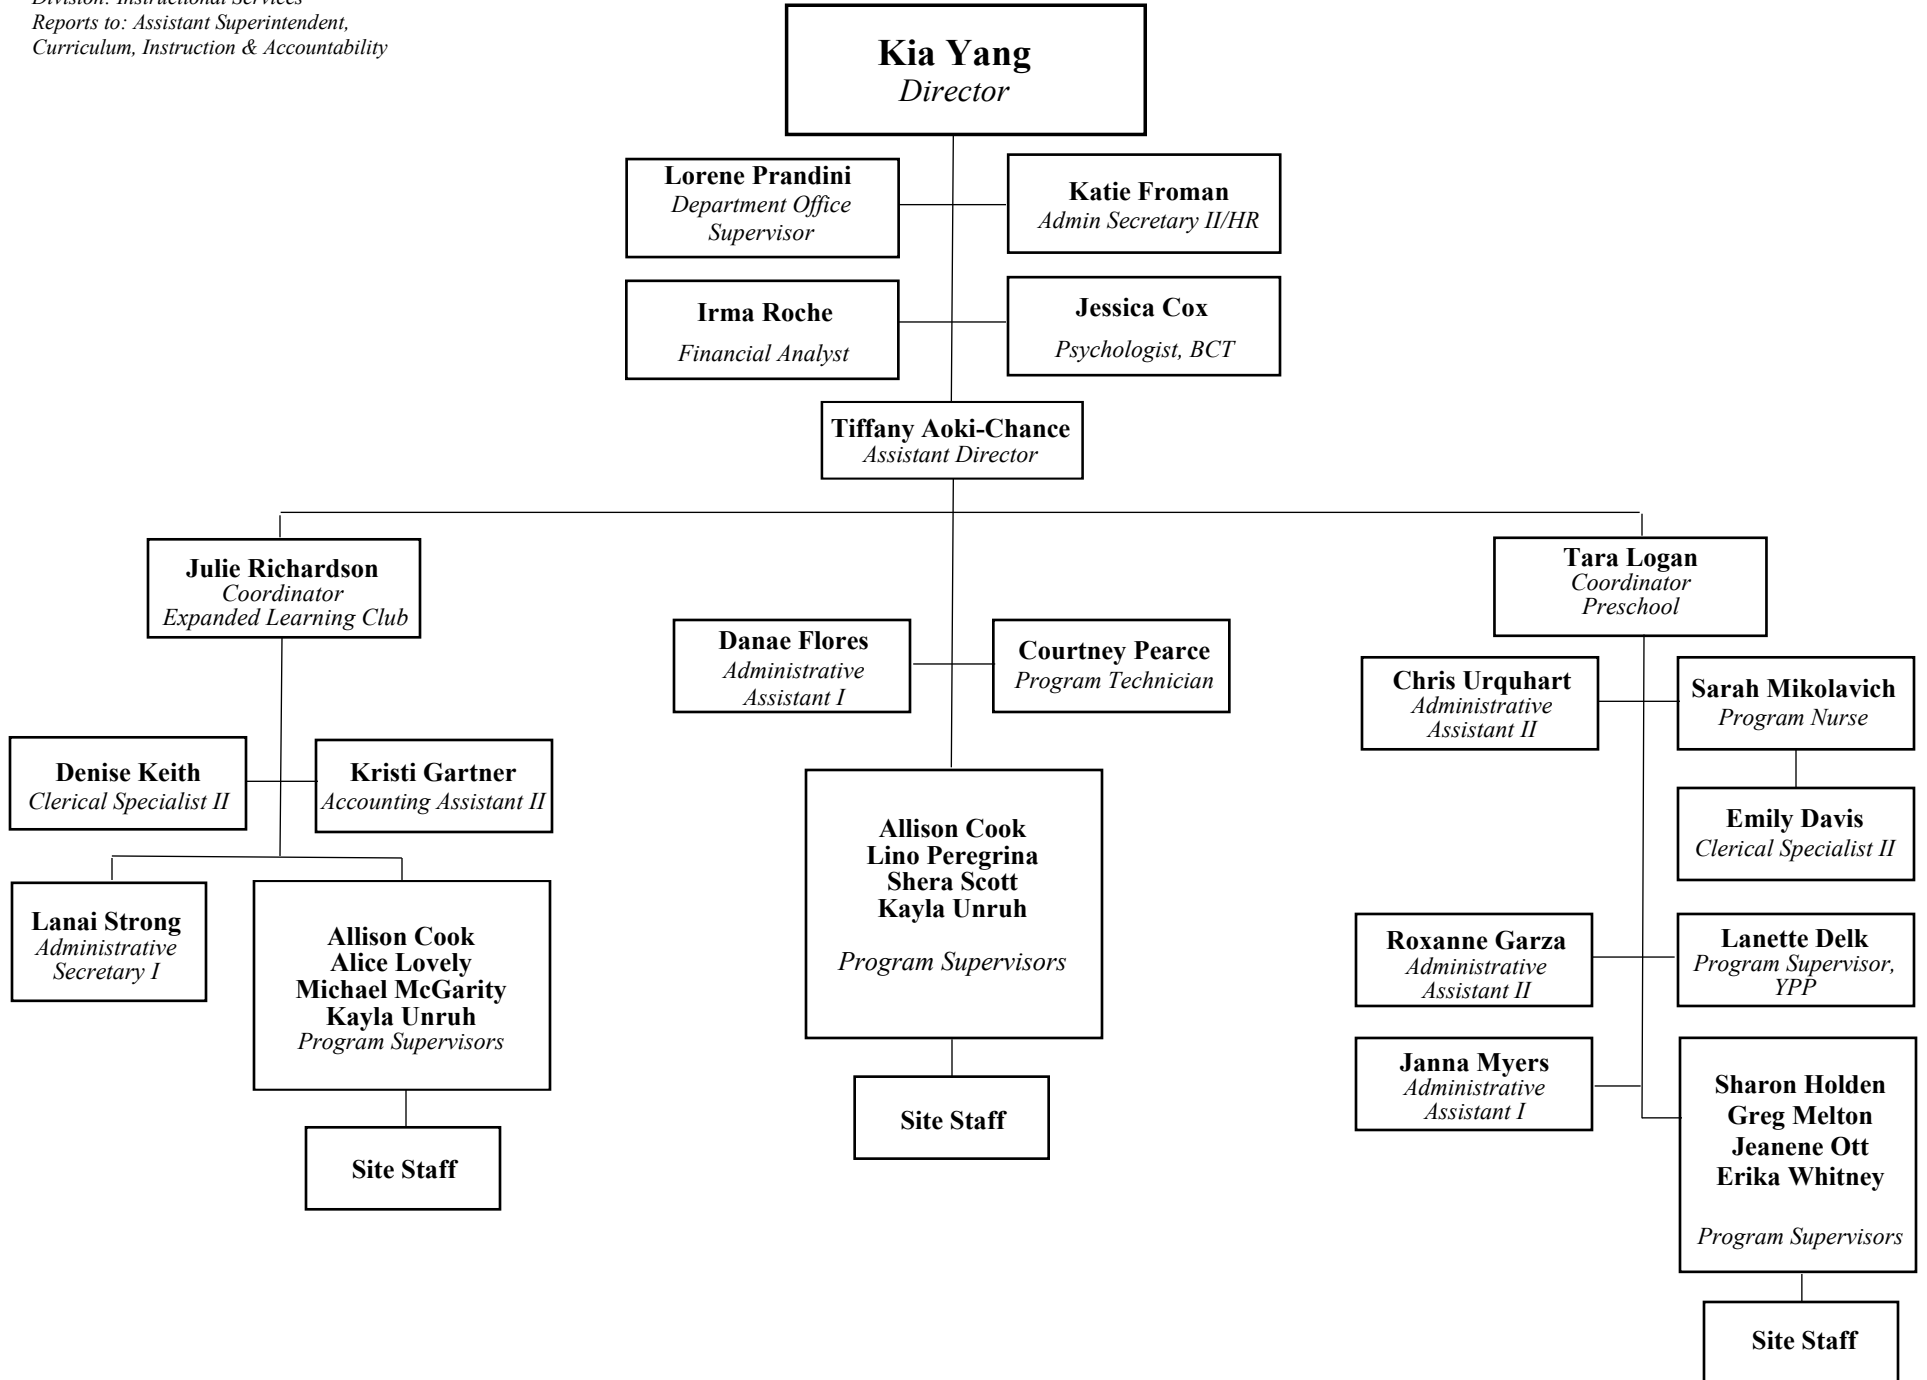 Division: Instructional Services
Reports to: Assistant Superintendent,
Curriculum, Instruction & Accountability
Kia Yang
Director
Lorene Prandini
Department Office
Supervisor
Katie Froman
Admin Secretary II/HR
Irma Roche
Financial Analyst
Jessica Cox
Psychologist, BCT
Tiffany Aoki-Chance
Assistant Director
Julie Richardson
Coordinator
Expanded Learning Club
Denise Keith
Clerical Specialist II
Kristi Gartner
Accounting Assistant II
Lanai Strong
Administrative
Secretary I
Allison Cook
Alice Lovely
Michael McGarity
Kayla Unruh
Program Supervisors
Site Staff
Danae Flores
Administrative
Assistant I
Courtney Pearce
Program Technician
Allison Cook
Lino Peregrina
Shera Scott
Kayla Unruh
Program Supervisors
Site Staff
Tara Logan
Coordinator
Preschool
Chris Urquhart
Administrative
Assistant II
Sarah Mikolavich
Program Nurse
Emily Davis
Clerical Specialist II
Roxanne Garza
Administrative
Assistant II
Lanette Delk
Program Supervisor,
YPP
Janna Myers
Administrative
Assistant I
Sharon Holden
Greg Melton
Jeanene Ott
Erika Whitney
Program Supervisors
Site Staff